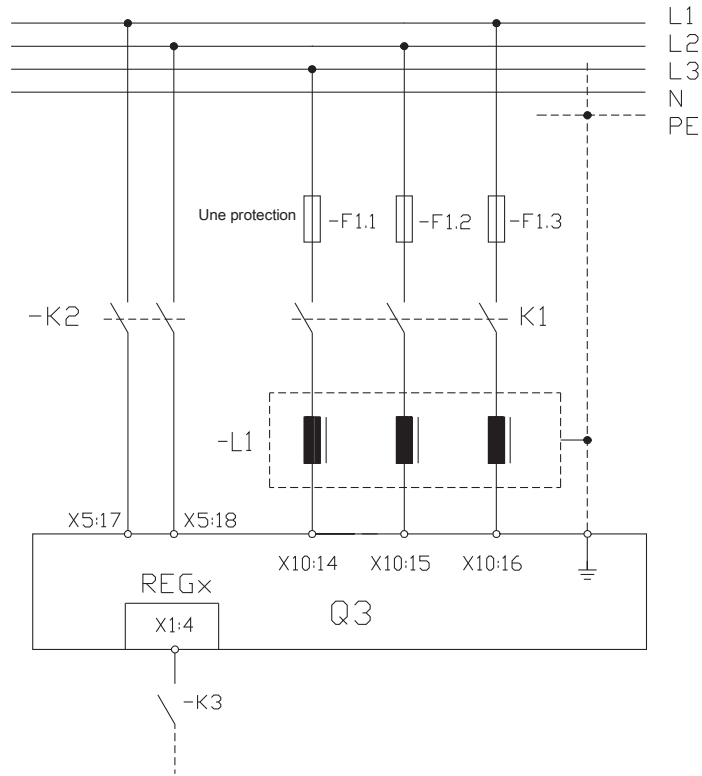 L1
L2
L3
N
PE
Une protection
-F1.1
-F1.2
-F1.3
-K2
K1
-L1
X5:17
X5:18
X10:14
X10:15
X10:16
REGx
X1:4
Q3
-K3